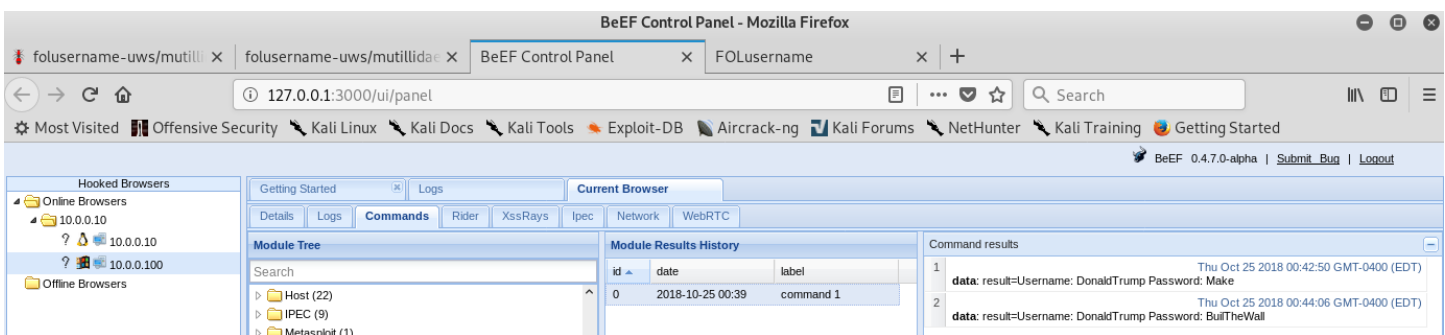 BeEF Control Panel - Mozilla Firefox
folusername-uws/mutilli
folusername-uws/mutillidae
BeEF Control Panel
FOLusername
127.0.0.1:3000/ui/panel
Search
Most Visited Offensive Security Kali Linux Kali Docs Kali Tools Exploit-DB Aircrack-ng Kali Forums NetHunter Kali Training Getting Started
BeEF 0.4.7.0-alpha | Submit Bug | Logout
Hooked Browsers
Online Browsers
10.0.0.10
? 10.0.0.10
? 10.0.0.100
Offline Browsers
Getting Started Logs Current Browser
Details Logs Commands Rider XssRays Ipec Network WebRTC
Module Tree
Search
Host (22)
IPEC (9)
Metasploit (1)
Module Results History
id date label
0 2018-10-25 00:39 command 1
Command results
1 Thu Oct 25 2018 00:42:50 GMT-0400 (EDT)
data: result=Username: DonaldTrump Password: Make
2 Thu Oct 25 2018 00:44:06 GMT-0400 (EDT)
data: result=Username: DonaldTrump Password: BuilTheWall